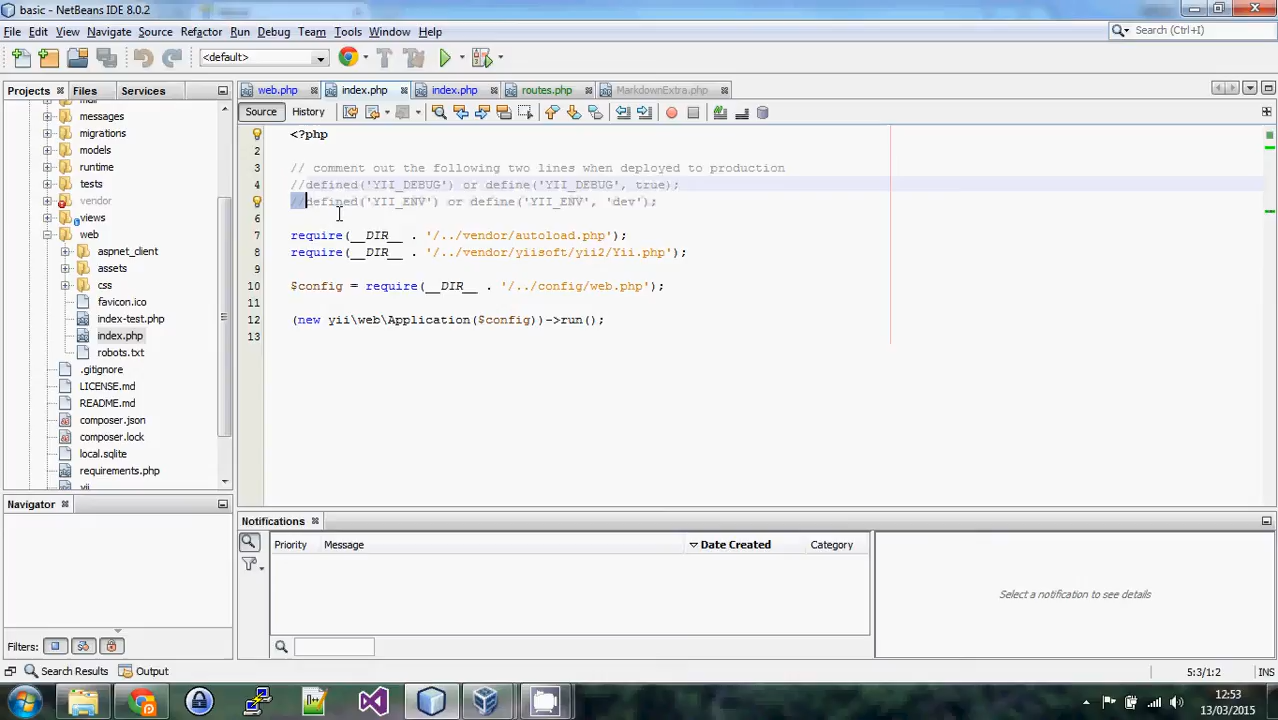 basic - NetBeans IDE 8.0.2
File Edit View Navigate Source Refactor Run Debug Team Tools Window Help
Search (Ctrl+I)
<default>
Projects Files Services
web.php index.php index.php routes.php MarkdownExtra.php
Source History
messages
migrations
models
runtime
tests
vendor
views
web
aspnet_client
assets
css
favicon.ico
index-test.php
index.php
robots.txt
.gitignore
LICENSE.md
README.md
composer.json
composer.lock
local.sqlite
requirements.php
yii
1 <?php
2
3 // comment out the following two lines when deployed to production
4 //defined('YII_DEBUG') or define('YII_DEBUG', true);
5 //defined('YII_ENV') or define('YII_ENV', 'dev');
6
7 require(__DIR__ . '/../vendor/autoload.php');
8 require(__DIR__ . '/../vendor/yiisoft/yii2/Yii.php');
9
10 $config = require(__DIR__ . '/../config/web.php');
11
12 (new yii\web\Application($config))->run();
13
Navigator
Filters:
Notifications
Priority Message Date Created Category
Select a notification to see details
Search Results Output
5:3/1:2 INS
12:53
13/03/2015